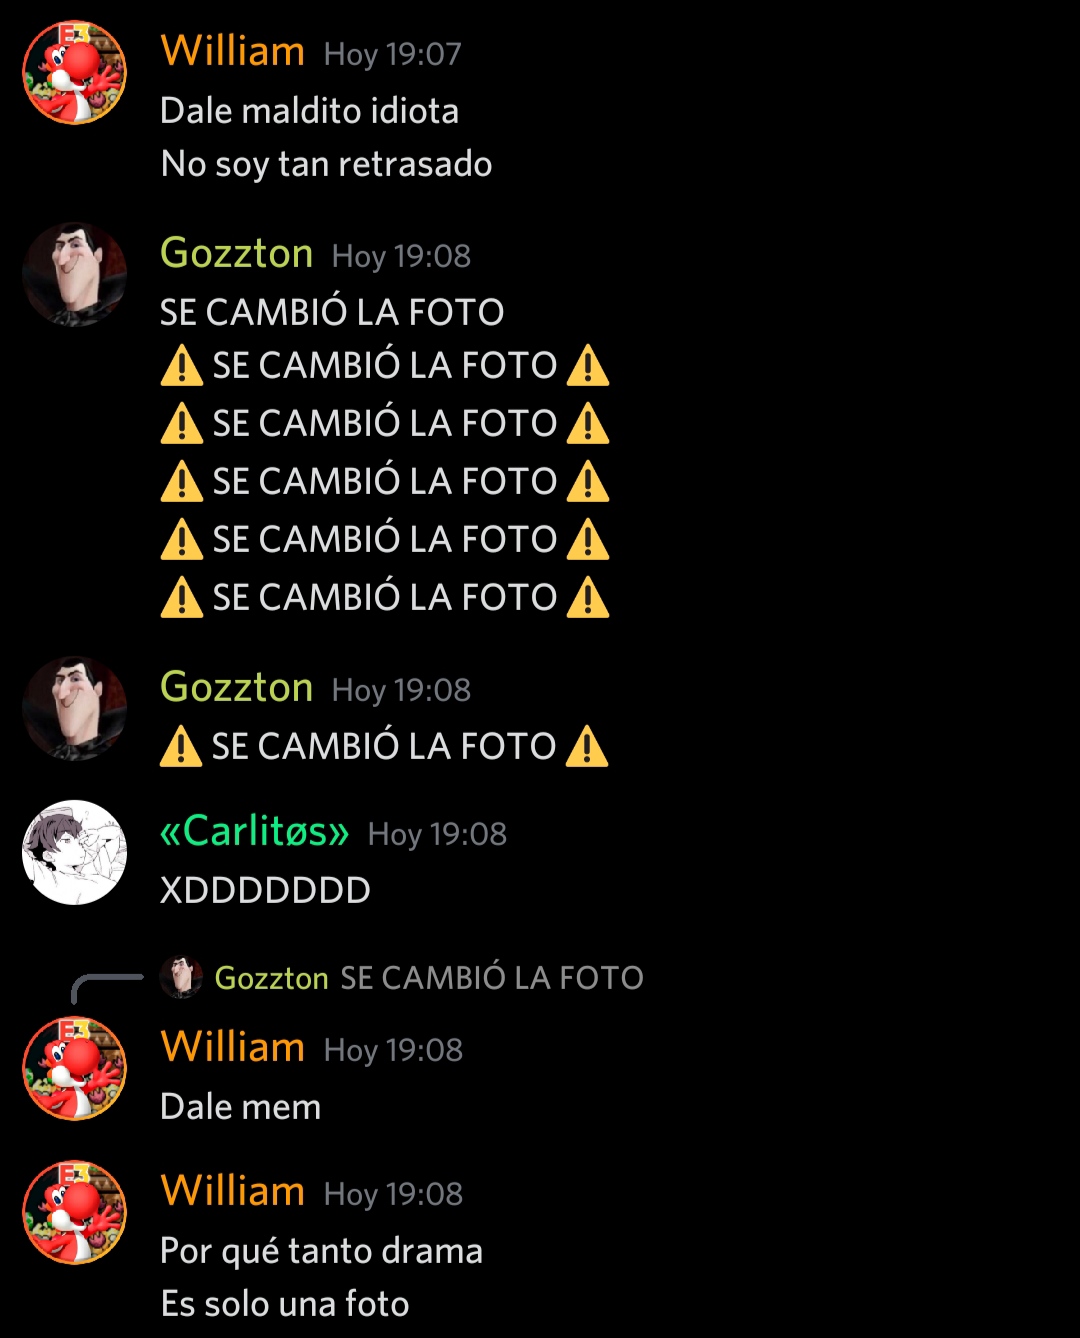 E3
William Hoy 19:07
Dale maldito idiota
No soy tan retrasado
Gozzton Hoy 19:08
SE CAMBIÓ LA FOTO
⚠️ SE CAMBIÓ LA FOTO ⚠️
⚠️ SE CAMBIÓ LA FOTO ⚠️
⚠️ SE CAMBIÓ LA FOTO ⚠️
⚠️ SE CAMBIÓ LA FOTO ⚠️
⚠️ SE CAMBIÓ LA FOTO ⚠️
Gozzton Hoy 19:08
⚠️ SE CAMBIÓ LA FOTO ⚠️
«Carlitøs» Hoy 19:08
XDDDDDDD
Gozzton SE CAMBIÓ LA FOTO
E3
William Hoy 19:08
Dale mem
E3
William Hoy 19:08
Por qué tanto drama
Es solo una foto